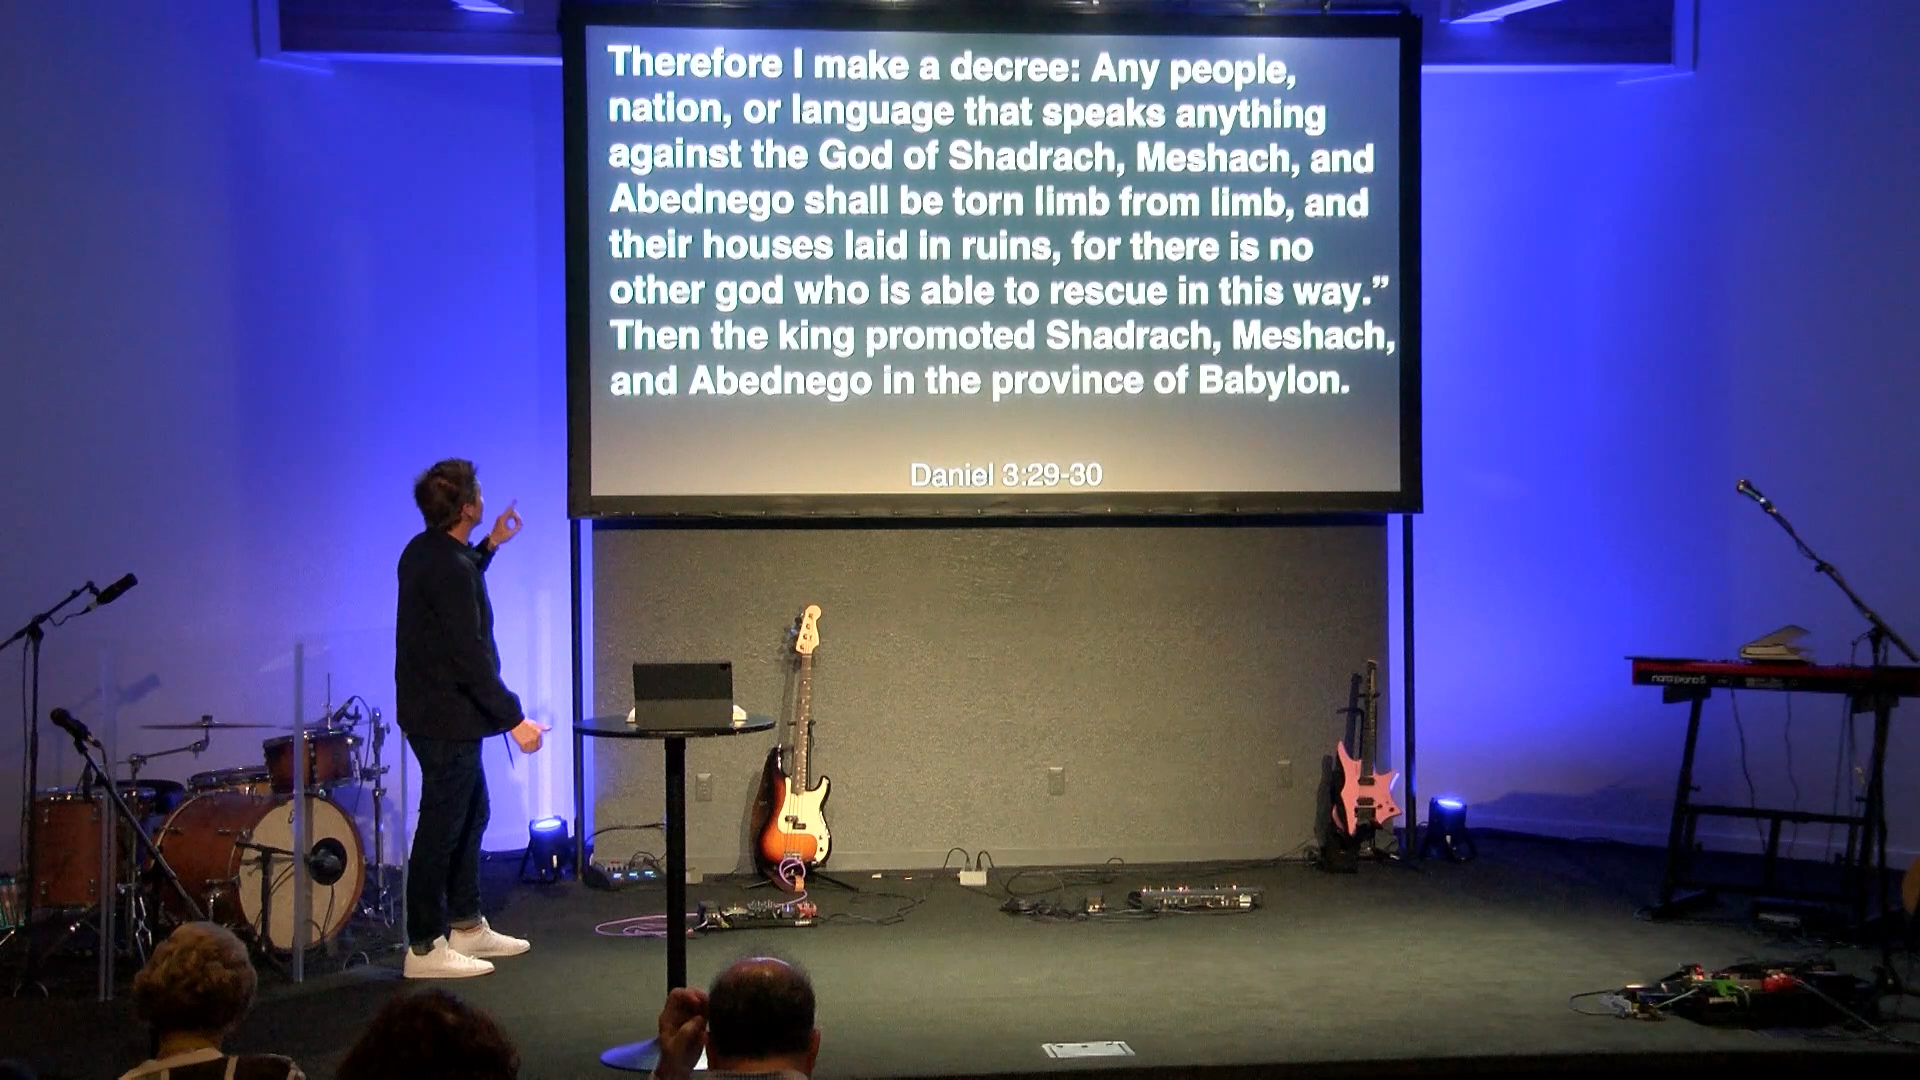 Therefore I make a decree: Any people,
nation, or language that speaks anything
against the God of Shadrach, Meshach, and
Abednego shall be torn limb from limb, and
their houses laid in ruins, for there is no
other god who is able to rescue in this way.”
Then the king promoted Shadrach, Meshach,
and Abednego in the province of Babylon.
Daniel 3:29-30
nord piano 5